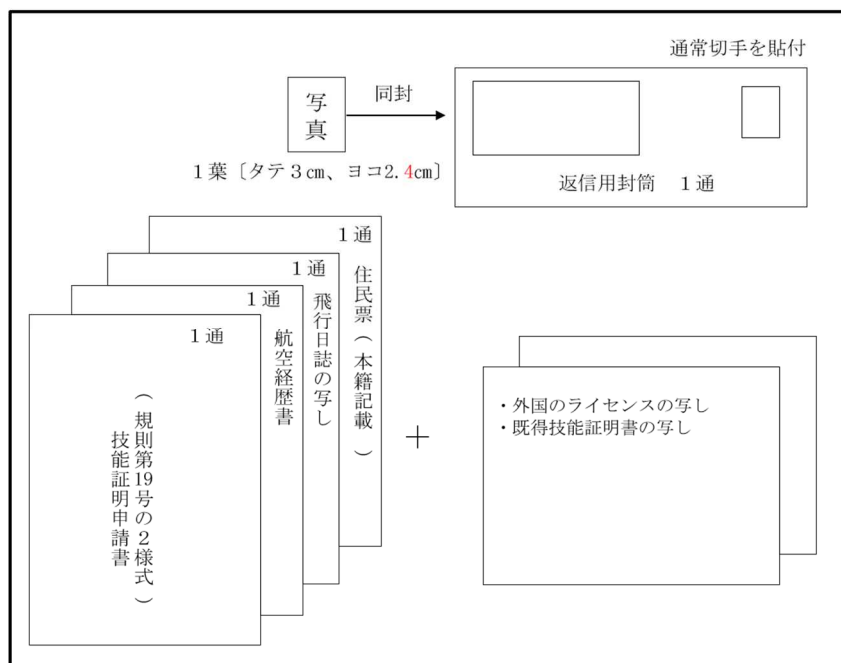 通常切手を貼付
写真
同封
1葉〔タテ3㎝、ヨコ2.4㎝〕
返信用封筒　1通
1通
住民票(本籍記載)
1通
飛行日誌の写し
1通
航空経歴書
1通
(規則第19号の2様式)
技能証明申請書
+
・外国のライセンスの写し
・既得技能証明書の写し